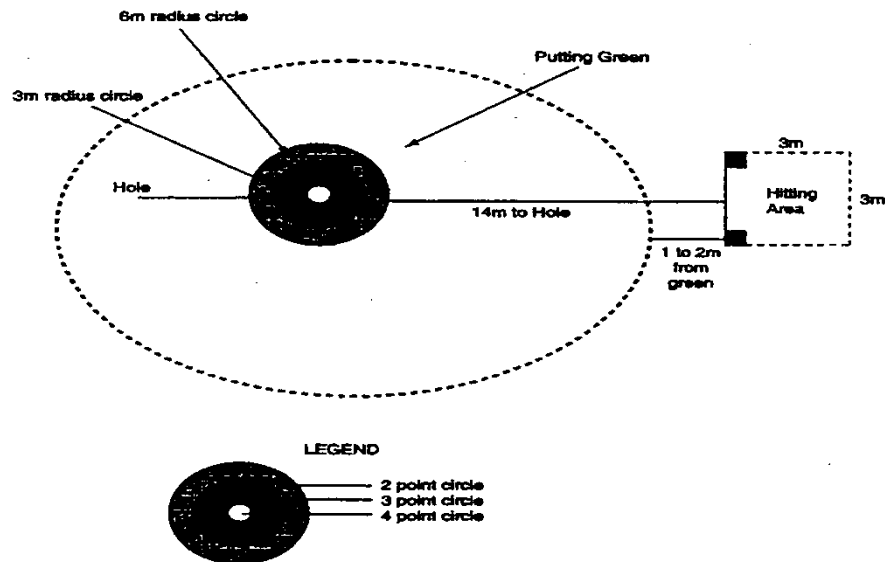 6m radius circle
Putting Green
3m radius circle
3m
Hole
Hitting
Area
3m
14m to Hole
1 to 2m
from
green
LEGEND
2 point circle
3 point circle
4 point circle